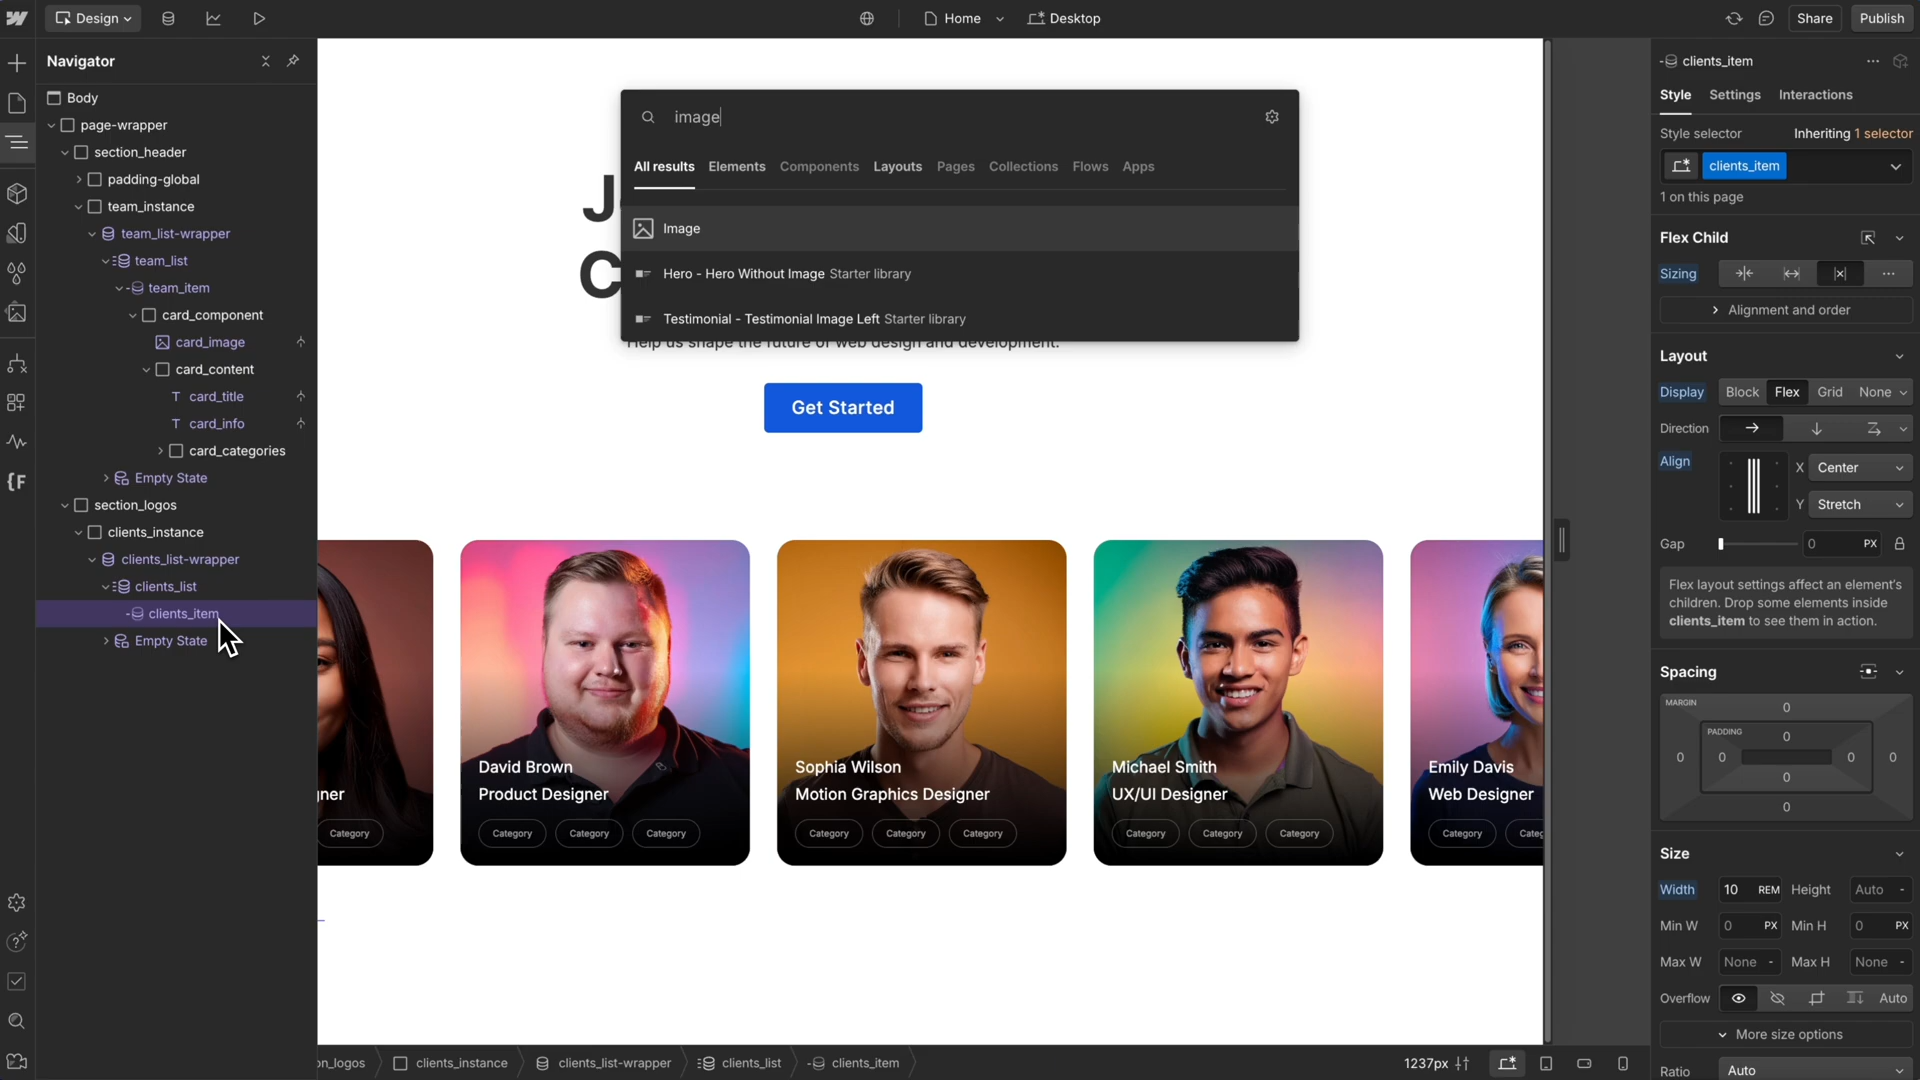 Design
Home
Desktop
Share
Publish
Navigator
Body
page-wrapper
section_header
padding-global
team_instance
team_list-wrapper
team_list
team_item
card_component
card_image
card_content
card_title
card_info
card_categories
Empty State
section_logos
clients_instance
clients_list-wrapper
clients_list
clients_item
Empty State
image
All results
Elements
Components
Layouts
Pages
Collections
Flows
Apps
Image
Hero - Hero Without Image Starter library
Testimonial - Testimonial Image Left Starter library
J
C
Help us shape the future of web design and development.
Get Started
gner
Category
David Brown
Product Designer
Category
Category
Category
Sophia Wilson
Motion Graphics Designer
Category
Category
Category
Michael Smith
UX/UI Designer
Category
Category
Category
Emily Davis
Web Designer
Category
Categ
on_logos
clients_instance
clients_list-wrapper
clients_list
clients_item
1237px
clients_item
Style
Settings
Interactions
Style selector
Inheriting 1 selector
clients_item
1 on this page
Flex Child
Sizing
Alignment and order
Layout
Display
Block
Flex
Grid
None
Direction
Align
X
Center
Y
Stretch
Gap
0
PX
Flex layout settings affect an element's
children. Drop some elements inside
clients_item to see them in action.
Spacing
MARGIN
0
PADDING
0
0
0
0
0
0
0
Size
Width
10
REM
Height
Auto
-
Min W
0
PX
Min H
0
PX
Max W
None
-
Max H
None
-
Overflow
Auto
More size options
Ratio
Auto